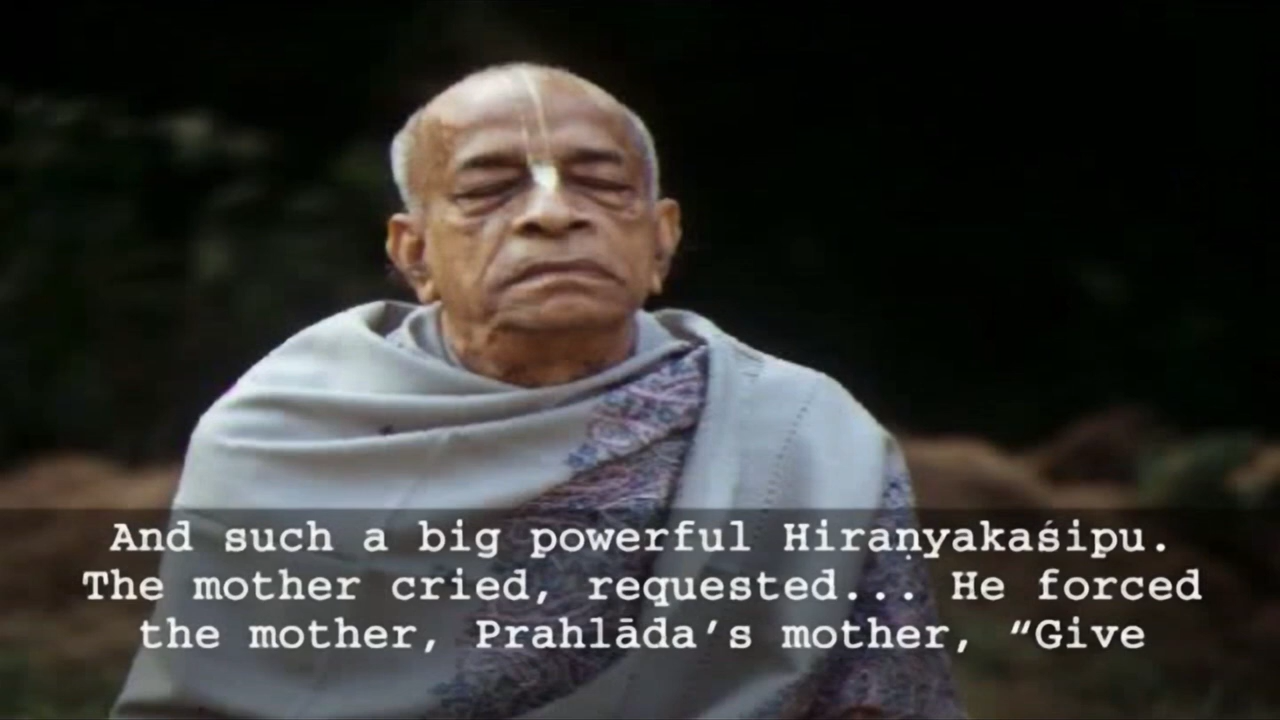 And such a big powerful Hiraṇyakaśipu.
The mother cried, requested... He forced
the mother, Prahlāda’s mother, “Give